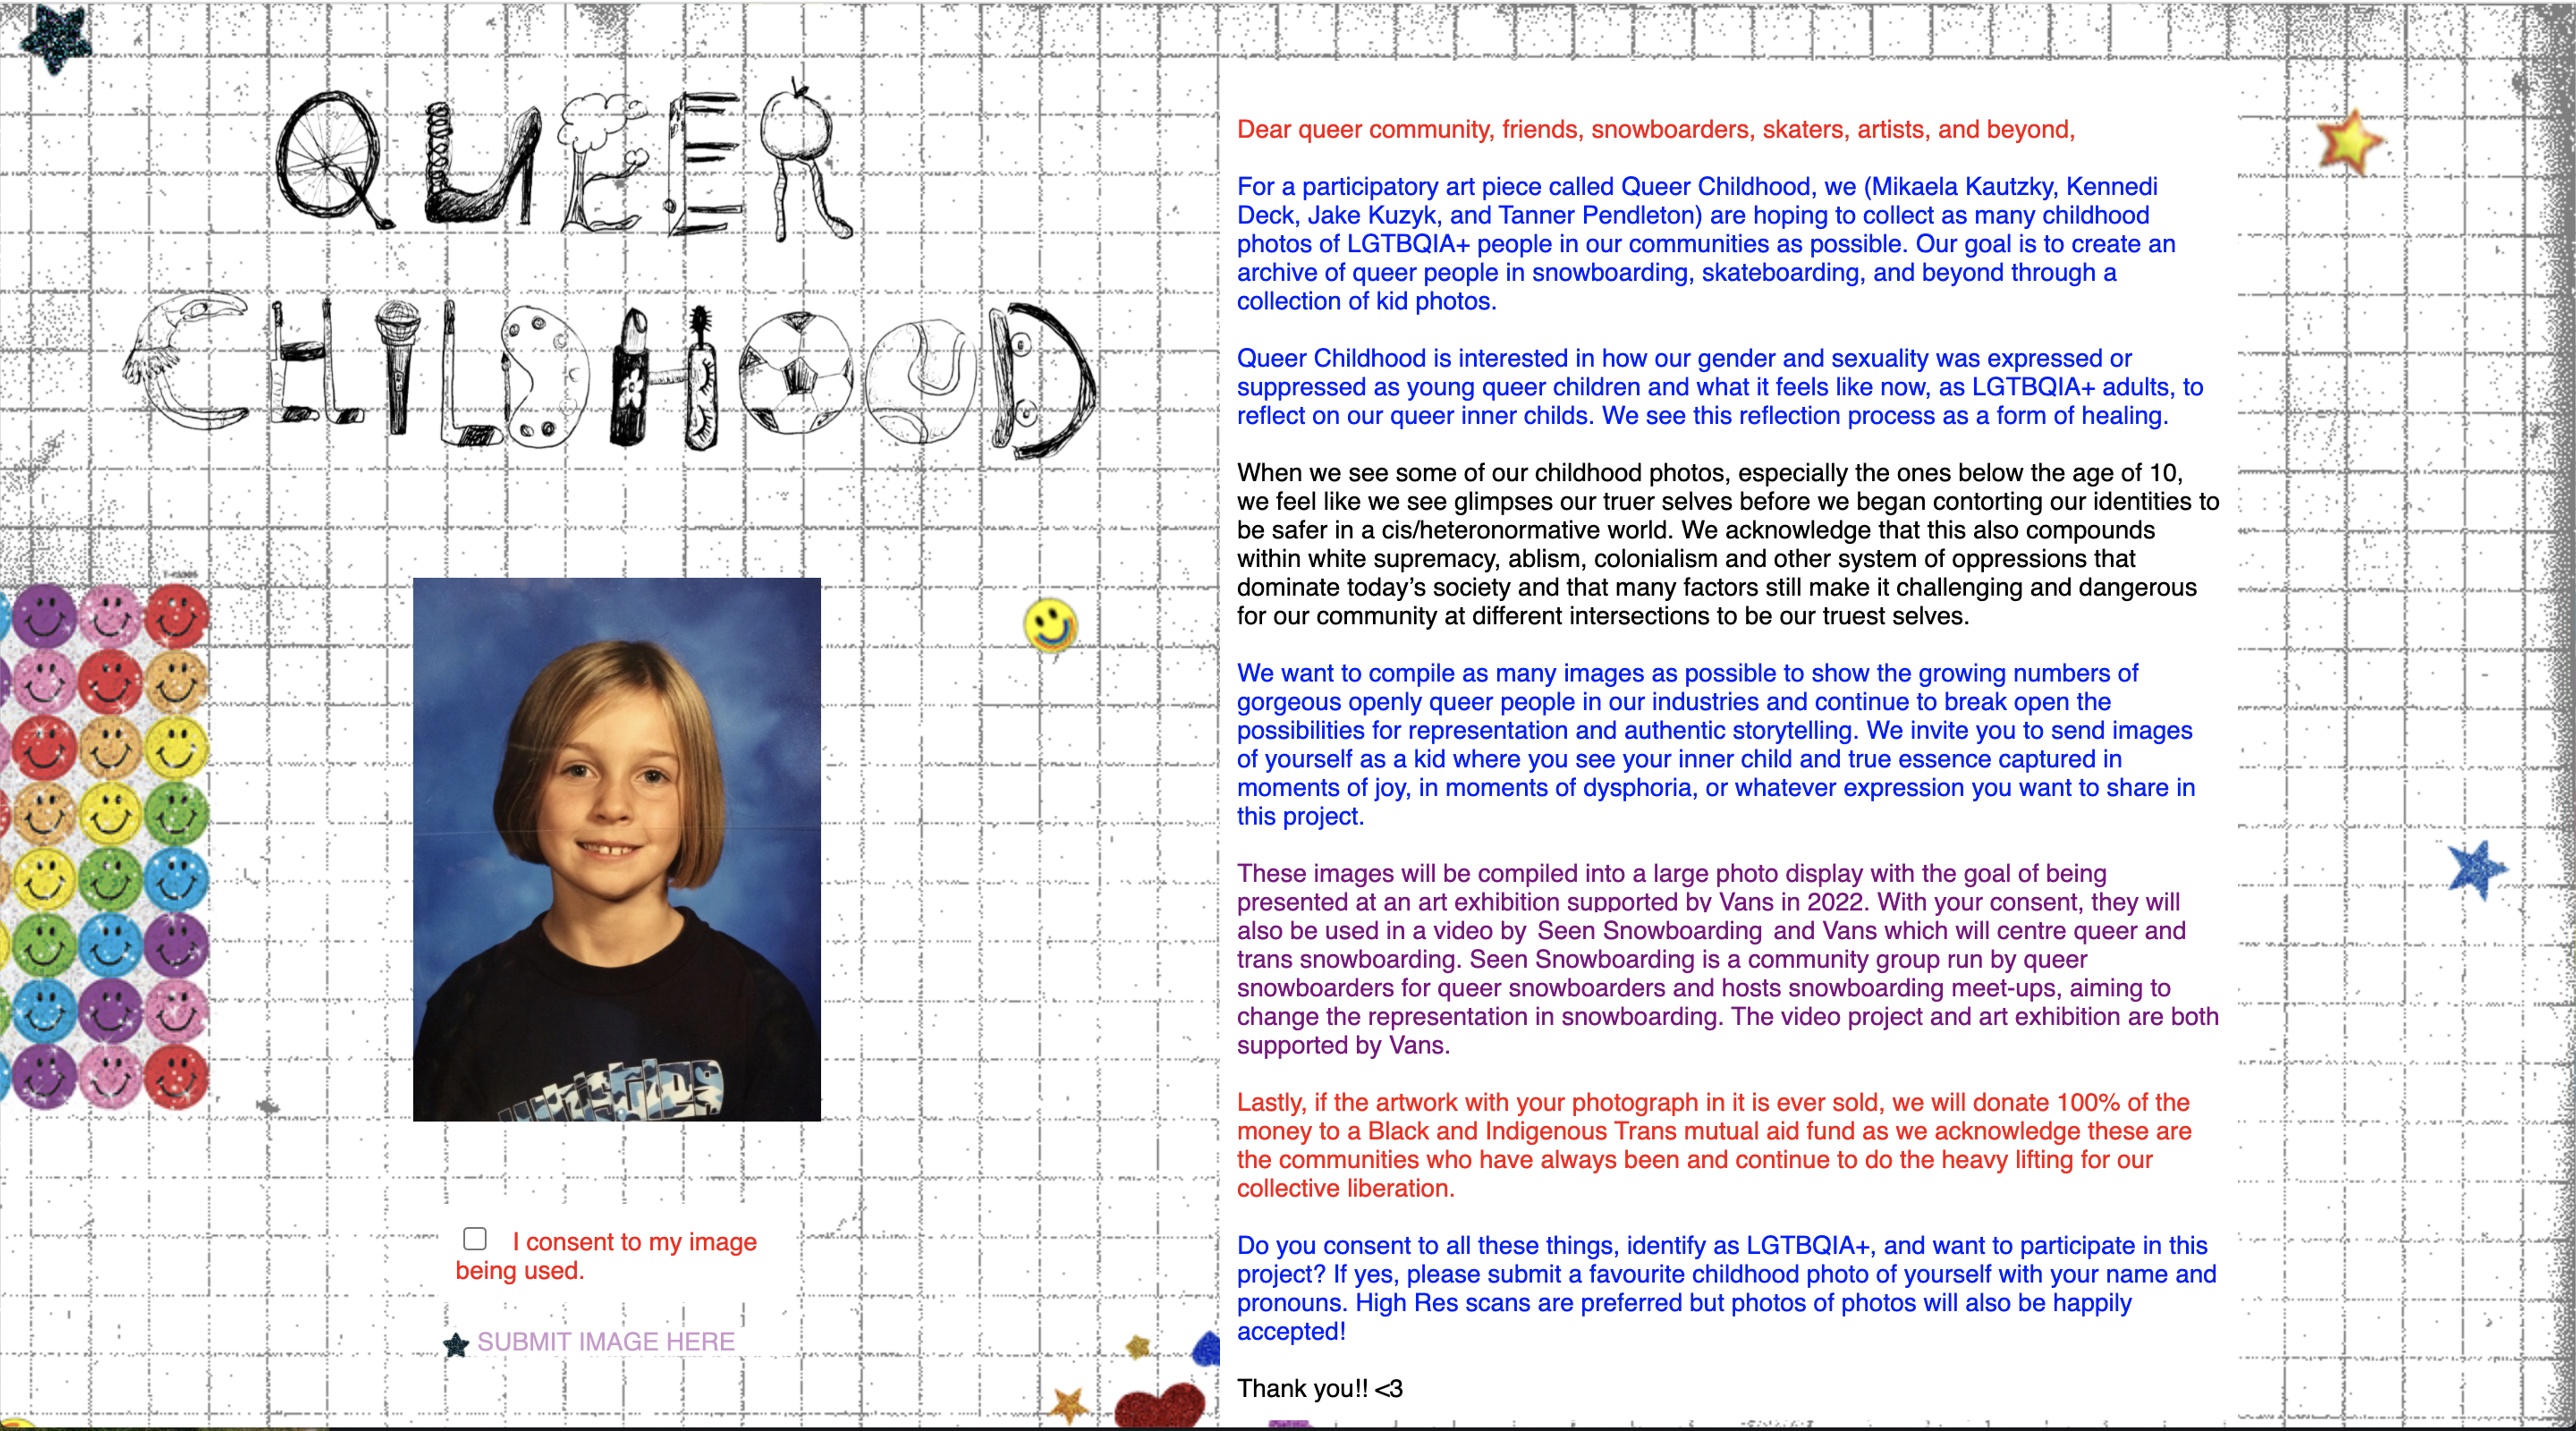 QUEER
CHILDHOOD
I consent to my image
being used.
SUBMIT IMAGE HERE
Dear queer community, friends, snowboarders, skaters, artists, and beyond,
For a participatory art piece called Queer Childhood, we (Mikaela Kautzky, Kennedi
Deck, Jake Kuzyk, and Tanner Pendleton) are hoping to collect as many childhood
photos of LGTBQIA+ people in our communities as possible. Our goal is to create an
archive of queer people in snowboarding, skateboarding, and beyond through a
collection of kid photos.
Queer Childhood is interested in how our gender and sexuality was expressed or
suppressed as young queer children and what it feels like now, as LGTBQIA+ adults, to
reflect on our queer inner childs. We see this reflection process as a form of healing.
When we see some of our childhood photos, especially the ones below the age of 10,
we feel like we see glimpses our truer selves before we began contorting our identities to
be safer in a cis/heteronormative world. We acknowledge that this also compounds
within white supremacy, ablism, colonialism and other system of oppressions that
dominate today’s society and that many factors still make it challenging and dangerous
for our community at different intersections to be our truest selves.
We want to compile as many images as possible to show the growing numbers of
gorgeous openly queer people in our industries and continue to break open the
possibilities for representation and authentic storytelling. We invite you to send images
of yourself as a kid where you see your inner child and true essence captured in
moments of joy, in moments of dysphoria, or whatever expression you want to share in
this project.
These images will be compiled into a large photo display with the goal of being
presented at an art exhibition supported by Vans in 2022. With your consent, they will
also be used in a video by Seen Snowboarding and Vans which will centre queer and
trans snowboarding. Seen Snowboarding is a community group run by queer
snowboarders for queer snowboarders and hosts snowboarding meet-ups, aiming to
change the representation in snowboarding. The video project and art exhibition are both
supported by Vans.
Lastly, if the artwork with your photograph in it is ever sold, we will donate 100% of the
money to a Black and Indigenous Trans mutual aid fund as we acknowledge these are
the communities who have always been and continue to do the heavy lifting for our
collective liberation.
Do you consent to all these things, identify as LGTBQIA+, and want to participate in this
project? If yes, please submit a favourite childhood photo of yourself with your name and
pronouns. High Res scans are preferred but photos of photos will also be happily
accepted!
Thank you!! <3